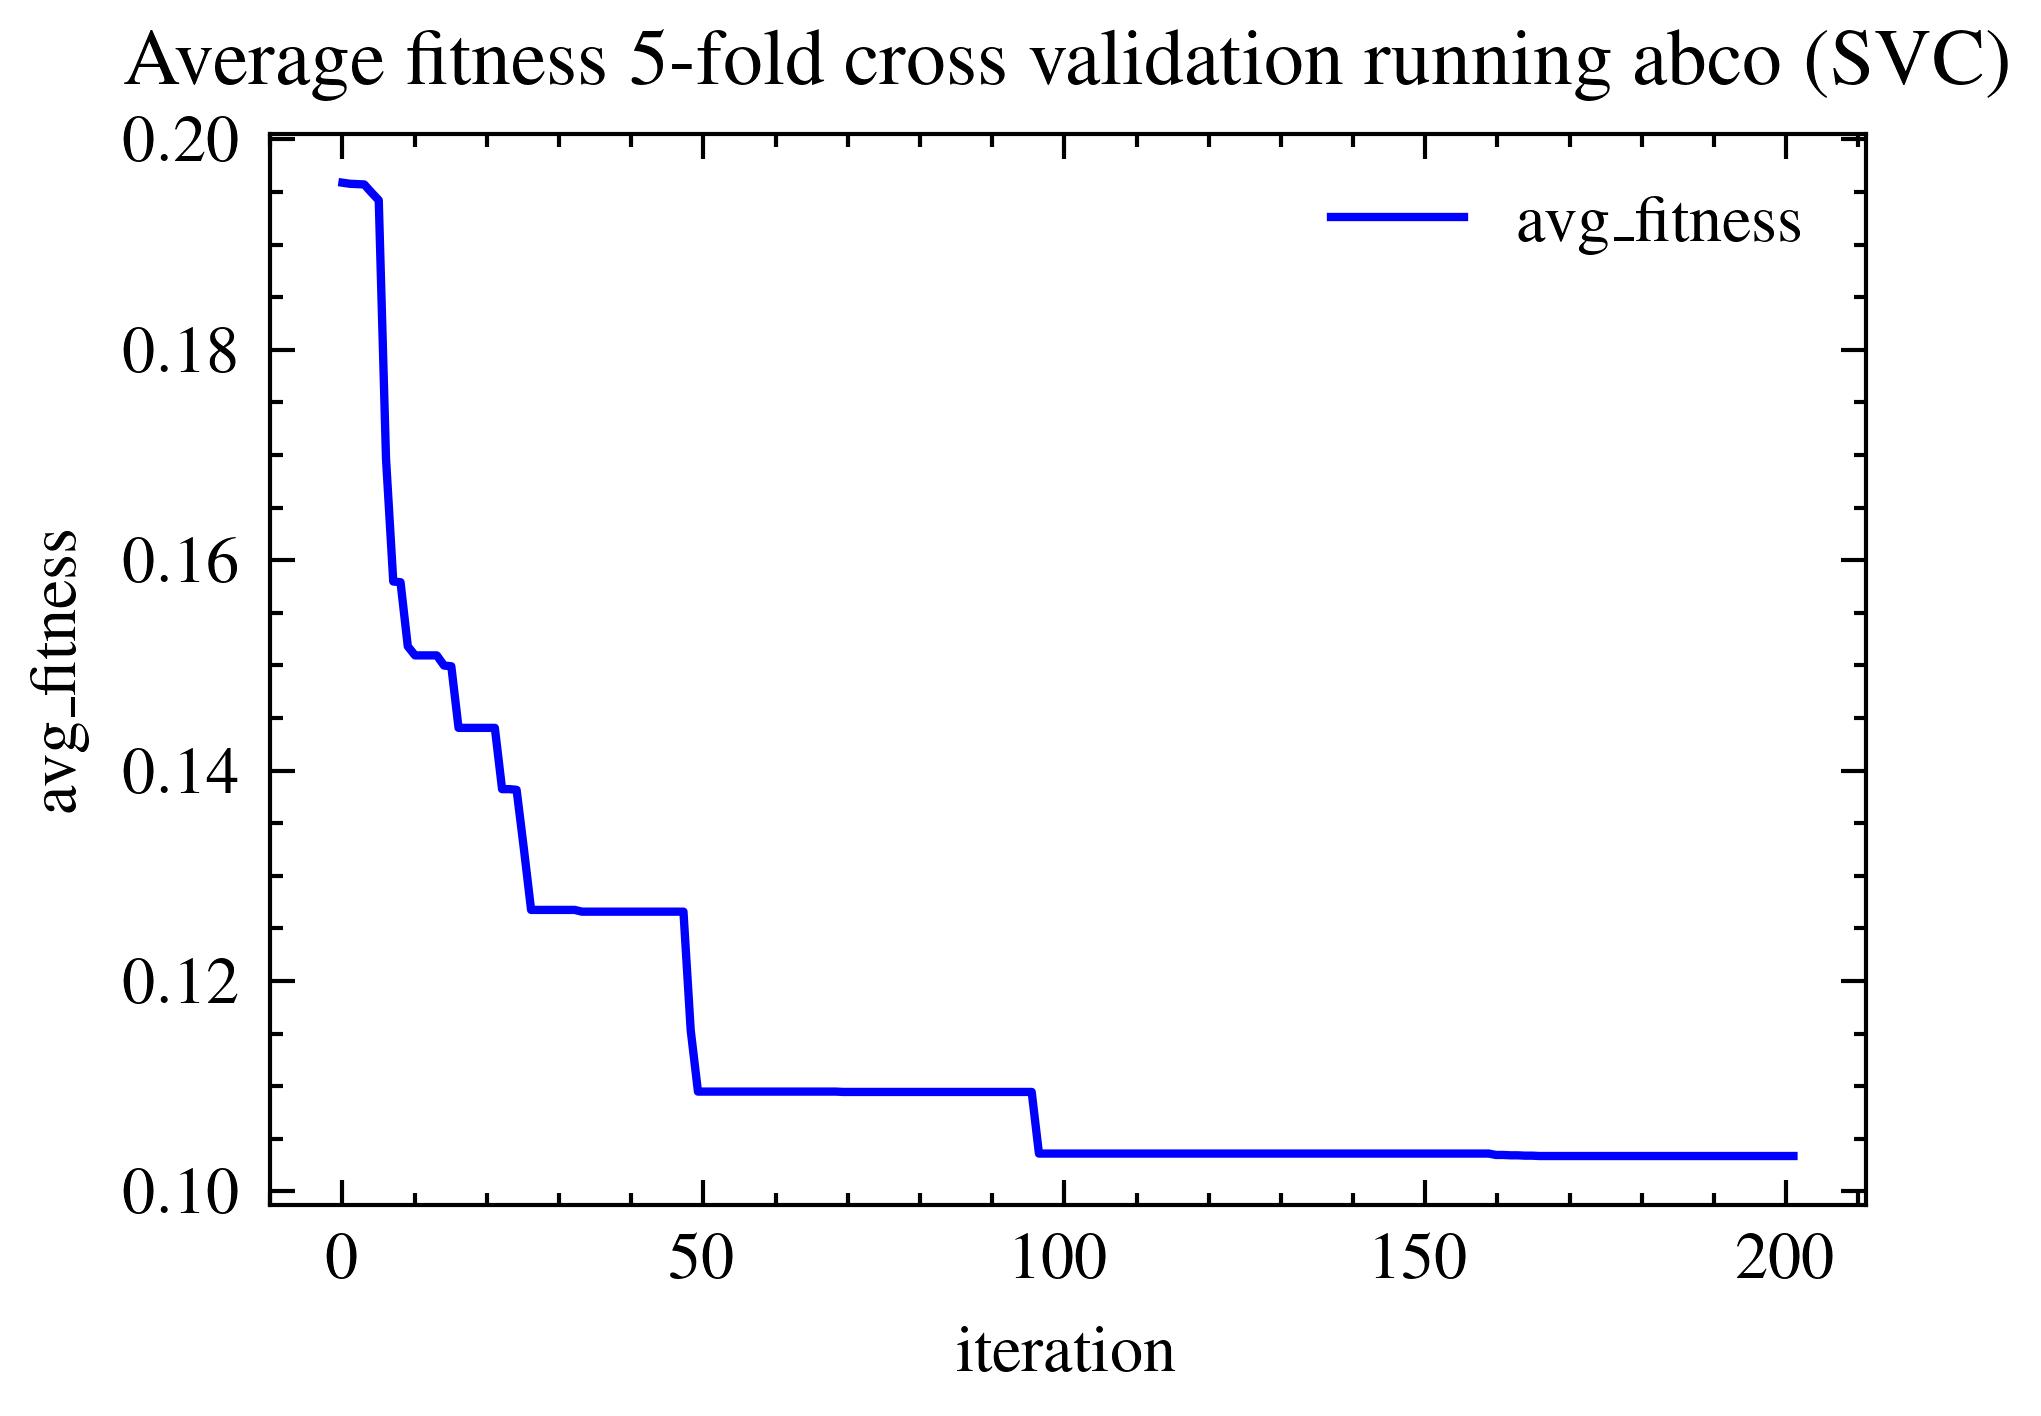 Average fitness 5-fold cross validation running abco (SVC)
avg_fitness
0.20
0.18
0.16
0.14
0.12
0.10
avg_fitness
0 50 100 150 200
iteration